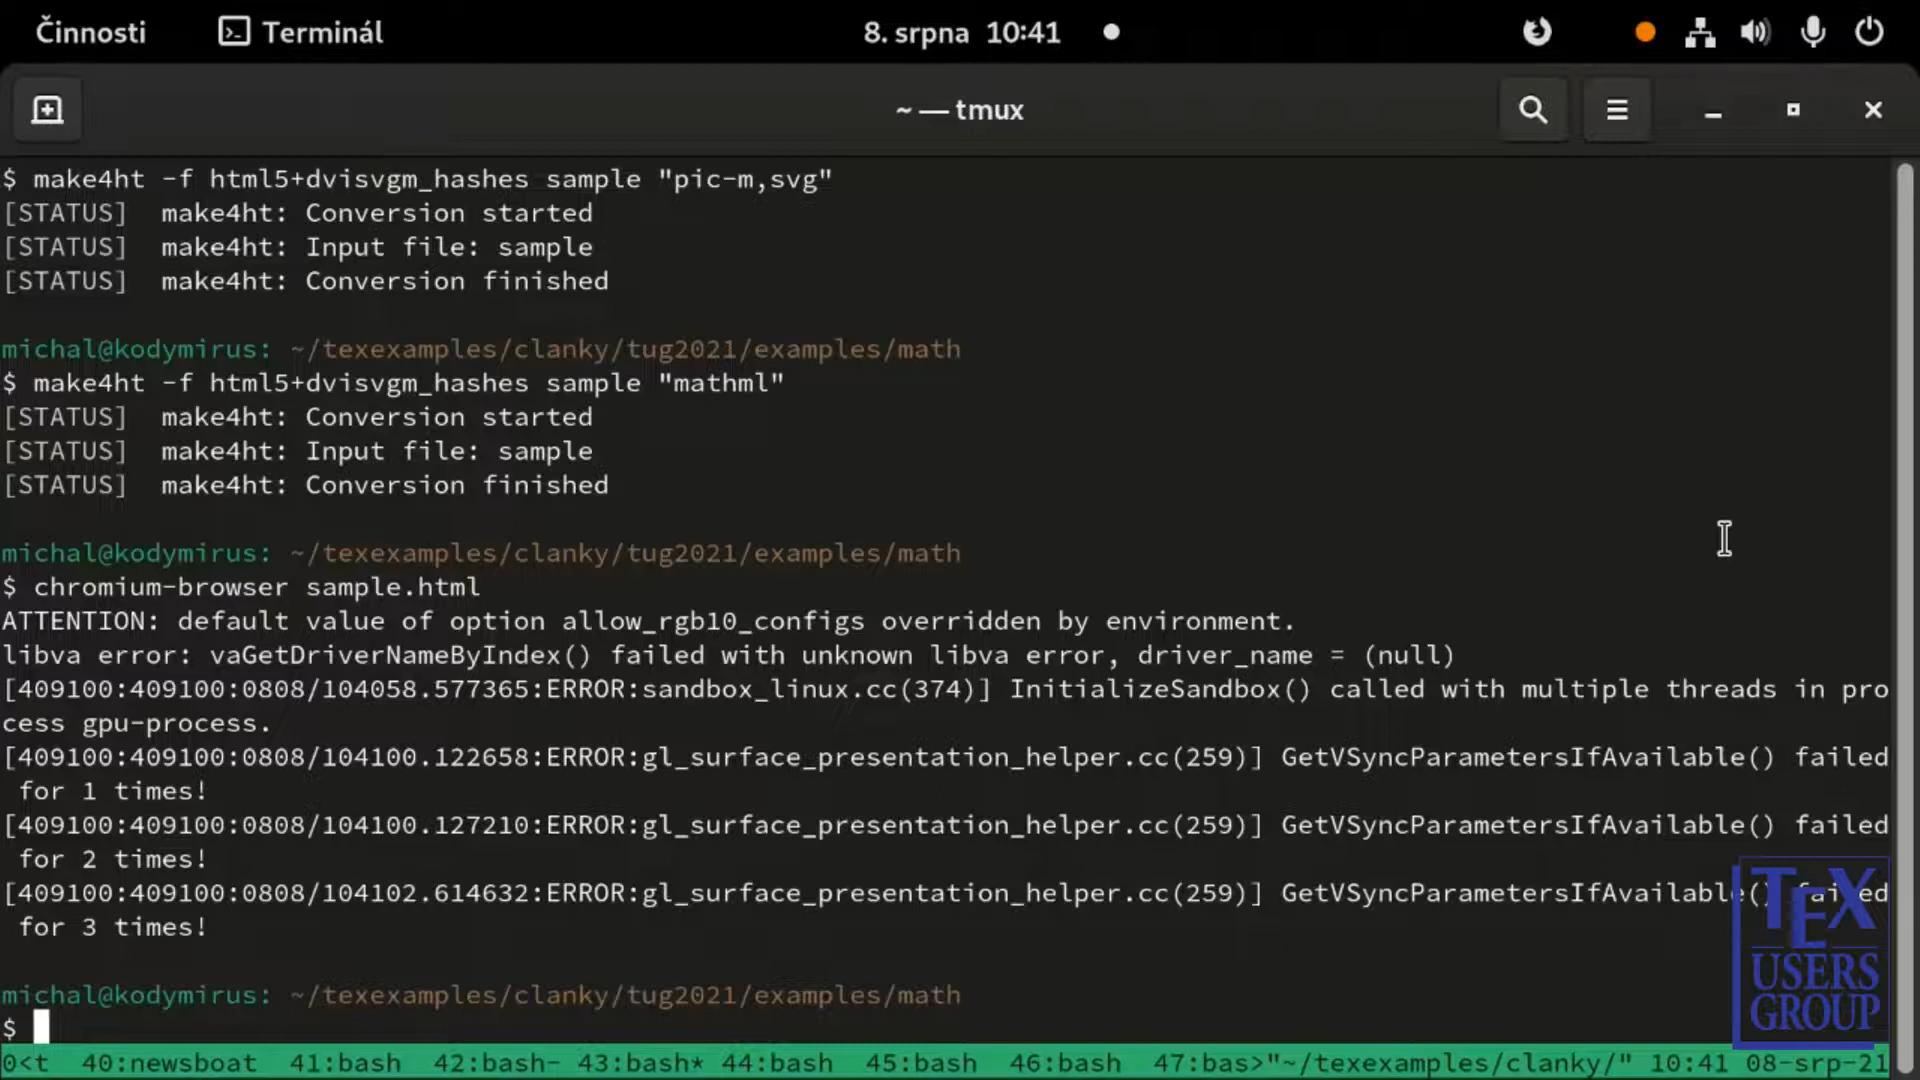 Činnosti Terminál 8. srpna 10:41
~ — tmux
$ make4ht -f html5+dvisvgm_hashes sample "pic-m,svg"
[STATUS] make4ht: Conversion started
[STATUS] make4ht: Input file: sample
[STATUS] make4ht: Conversion finished
michal@kodymirus: ~/texexamples/clanky/tug2021/examples/math
$ make4ht -f html5+dvisvgm_hashes sample "mathml"
[STATUS] make4ht: Conversion started
[STATUS] make4ht: Input file: sample
[STATUS] make4ht: Conversion finished
michal@kodymirus: ~/texexamples/clanky/tug2021/examples/math
$ chromium-browser sample.html
ATTENTION: default value of option allow_rgb10_configs overridden by environment.
libva error: vaGetDriverNameByIndex() failed with unknown libva error, driver_name = (null)
[409100:409100:0808/104058.577365:ERROR:sandbox_linux.cc(374)] InitializeSandbox() called with multiple threads in pro
cess gpu-process.
[409100:409100:0808/104100.122658:ERROR:gl_surface_presentation_helper.cc(259)] GetVSyncParametersIfAvailable() failed
for 1 times!
[409100:409100:0808/104100.127210:ERROR:gl_surface_presentation_helper.cc(259)] GetVSyncParametersIfAvailable() failed
for 2 times!
[409100:409100:0808/104102.614632:ERROR:gl_surface_presentation_helper.cc(259)] GetVSyncParametersIfAvailable() failed
for 3 times!
michal@kodymirus: ~/texexamples/clanky/tug2021/examples/math
$
TEX
USERS
GROUP
0<t 40:newsboat 41:bash 42:bash- 43:bash* 44:bash 45:bash 46:bash 47:bas>"~/texexamples/clanky/" 10:41 08-srp-21